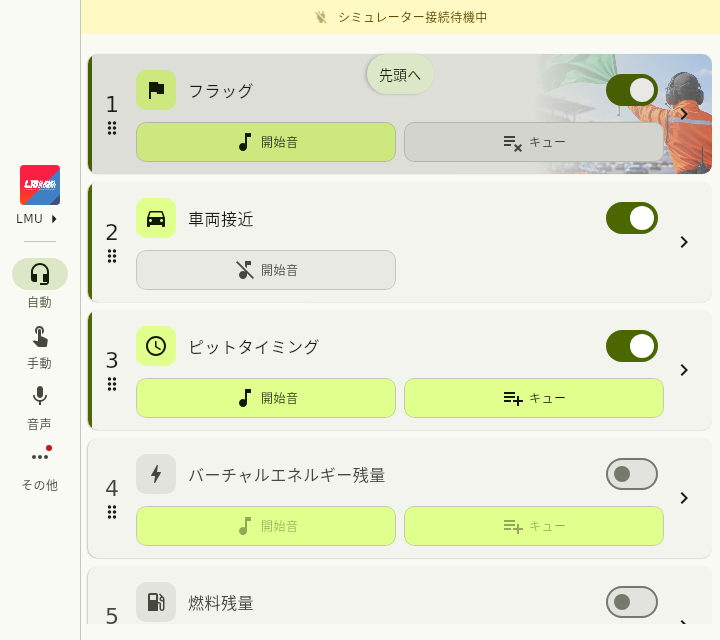 シミュレーター接続待機中
先頭へ
1
フラッグ
開始音
キュー
2
車両接近
開始音
3
ピットタイミング
開始音
キュー
4
バーチャルエネルギー残量
開始音
キュー
5
燃料残量
LMU
自動
手動
音声
その他